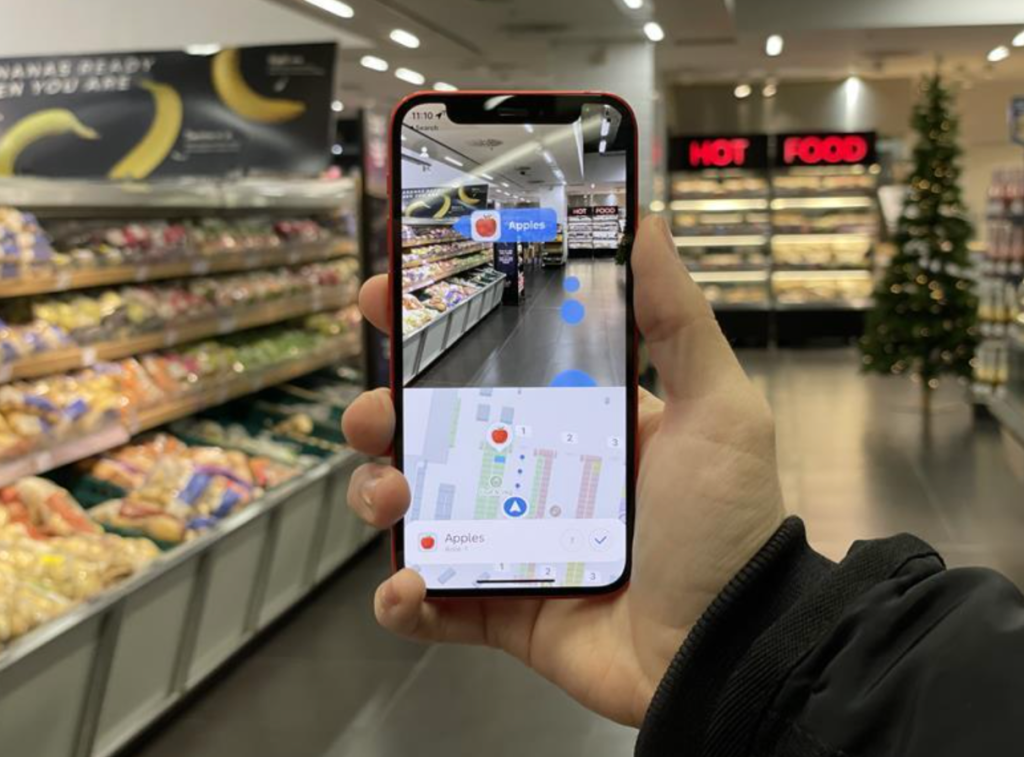 NANAS READY
EN YOU ARE
HOT FOOD
11:10
Search
HOT FOOD
Apples
1
2
3
Apples
1
2
3